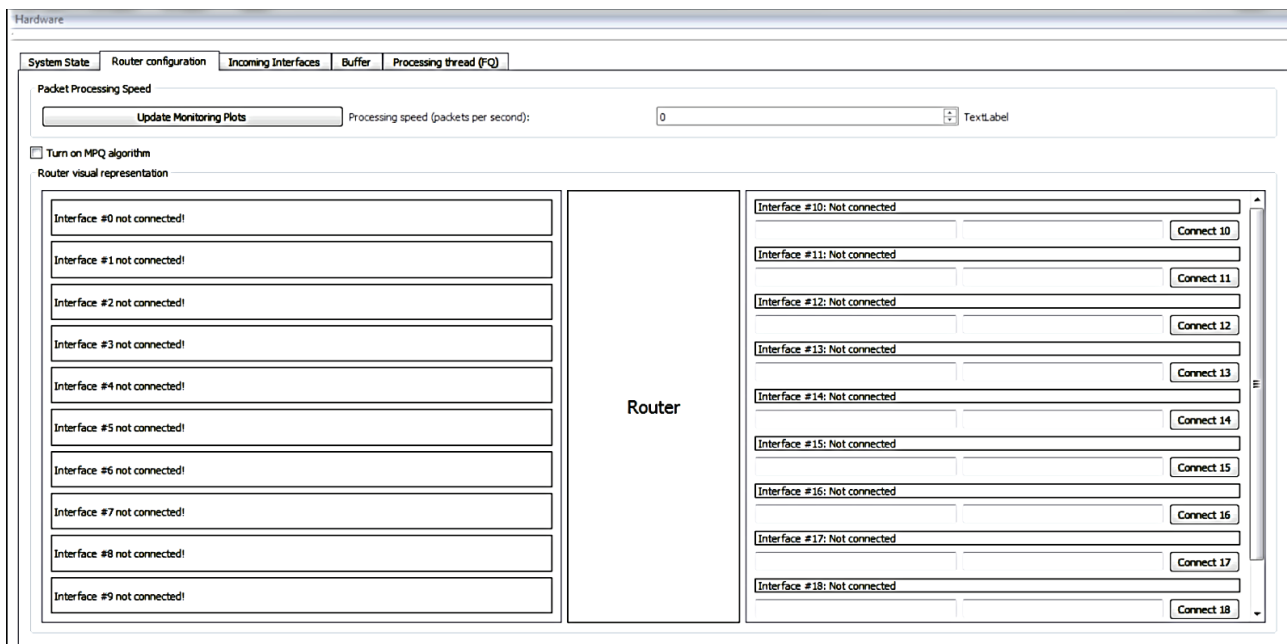 Hardware
System State Router configuration Incoming Interfaces Buffer Processing thread (FQ)
Packet Processing Speed
Update Monitoring Plots Processing speed (packets per second): 0 TextLabel
Turn on MPQ algorithm
Router visual representation
Interface #0 not connected!
Interface #1 not connected!
Interface #2 not connected!
Interface #3 not connected!
Interface #4 not connected!
Interface #5 not connected!
Interface #6 not connected!
Interface #7 not connected!
Interface #8 not connected!
Interface #9 not connected!
Router
Interface #10: Not connected
Connect 10
Interface #11: Not connected
Connect 11
Interface #12: Not connected
Connect 12
Interface #13: Not connected
Connect 13
Interface #14: Not connected
Connect 14
Interface #15: Not connected
Connect 15
Interface #16: Not connected
Connect 16
Interface #17: Not connected
Connect 17
Interface #18: Not connected
Connect 18